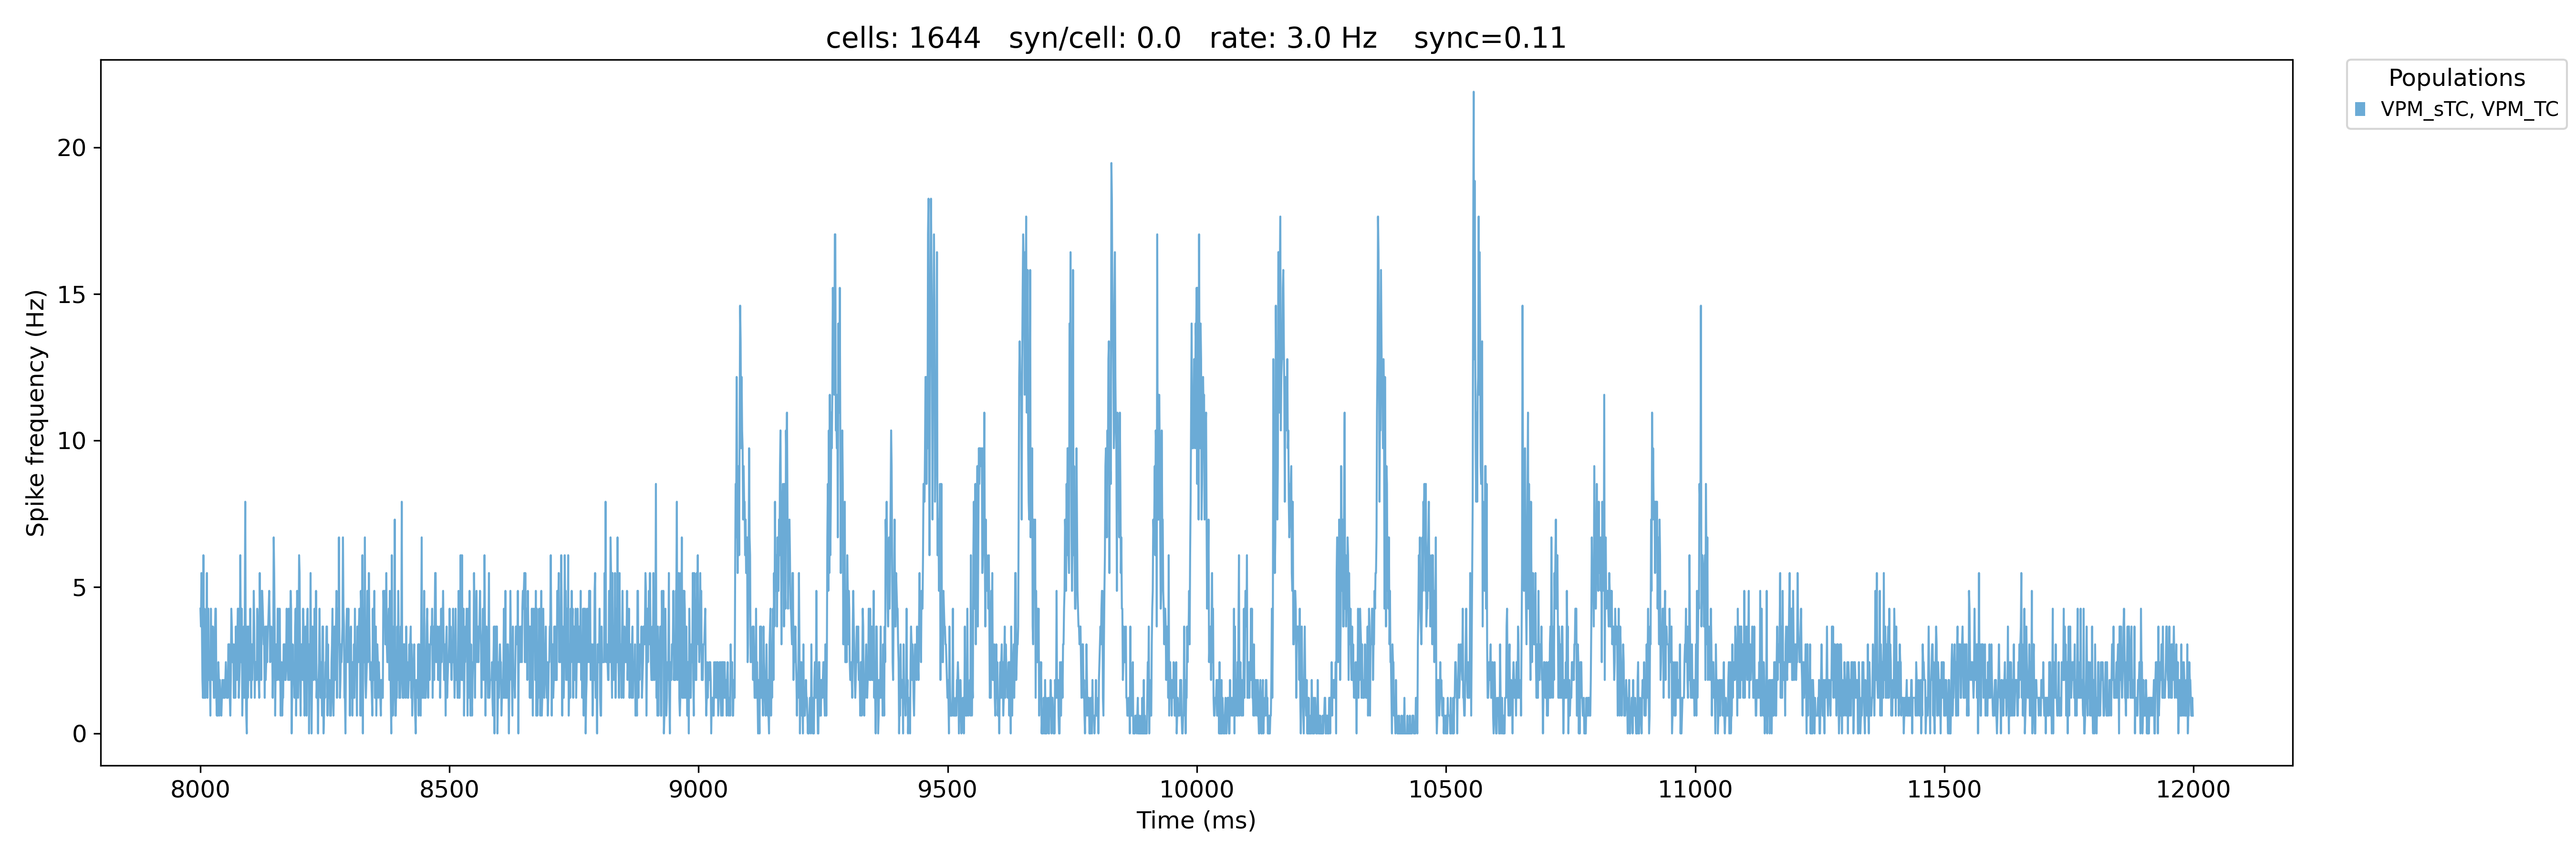 cells: 1644   syn/cell: 0.0   rate: 3.0 Hz    sync=0.11
Populations
VPM_sTC, VPM_TC
Spike frequency (Hz)
20
15
10
5
0
8000 8500 9000 9500 10000 10500 11000 11500 12000
Time (ms)